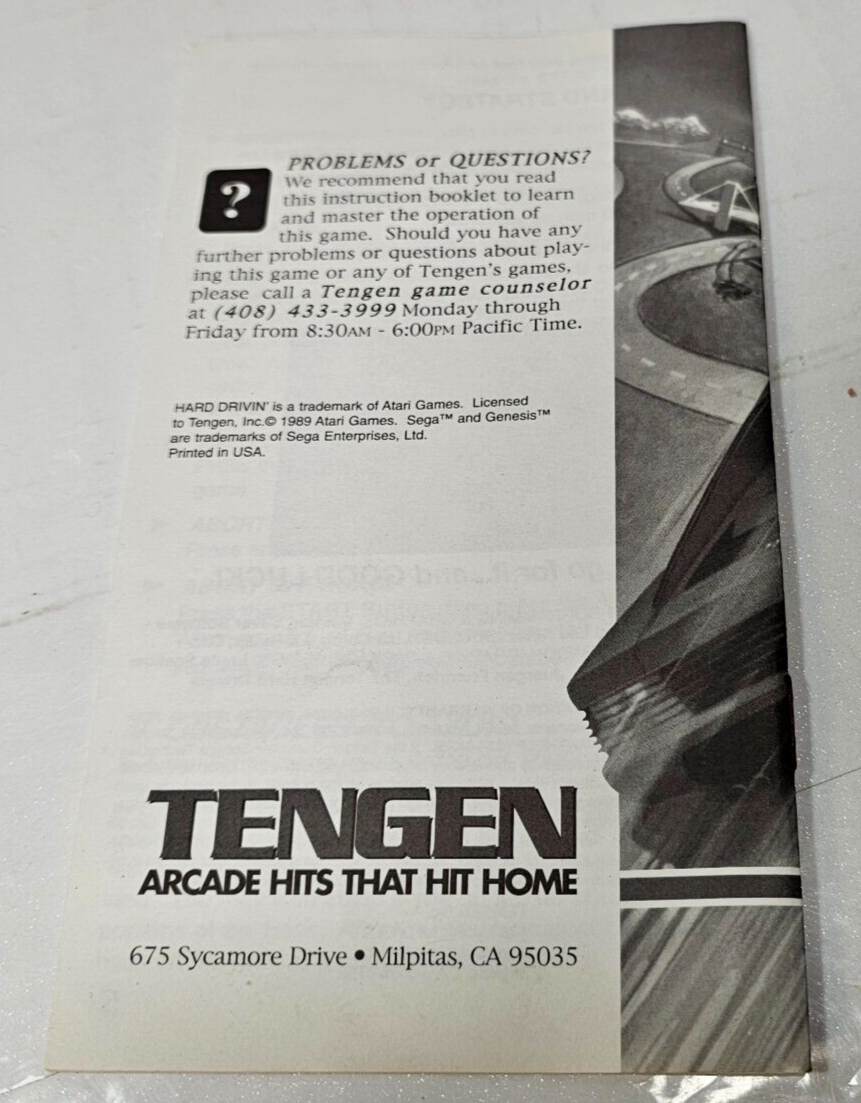 ?
PROBLEMS or QUESTIONS?
We recommend that you read
this instruction booklet to learn
and master the operation of
this game. Should you have any
further problems or questions about play-
ing this game or any of Tengen's games,
please call a Tengen game counselor
at (408) 433-3999 Monday through
Friday from 8:30AM - 6:00PM Pacific Time.
HARD DRIVIN' is a trademark of Atari Games. Licensed
to Tengen, Inc.© 1989 Atari Games. Sega™ and Genesis™
are trademarks of Sega Enterprises, Ltd.
Printed in USA.
TENGEN
ARCADE HITS THAT HIT HOME
675 Sycamore Drive • Milpitas, CA 95035